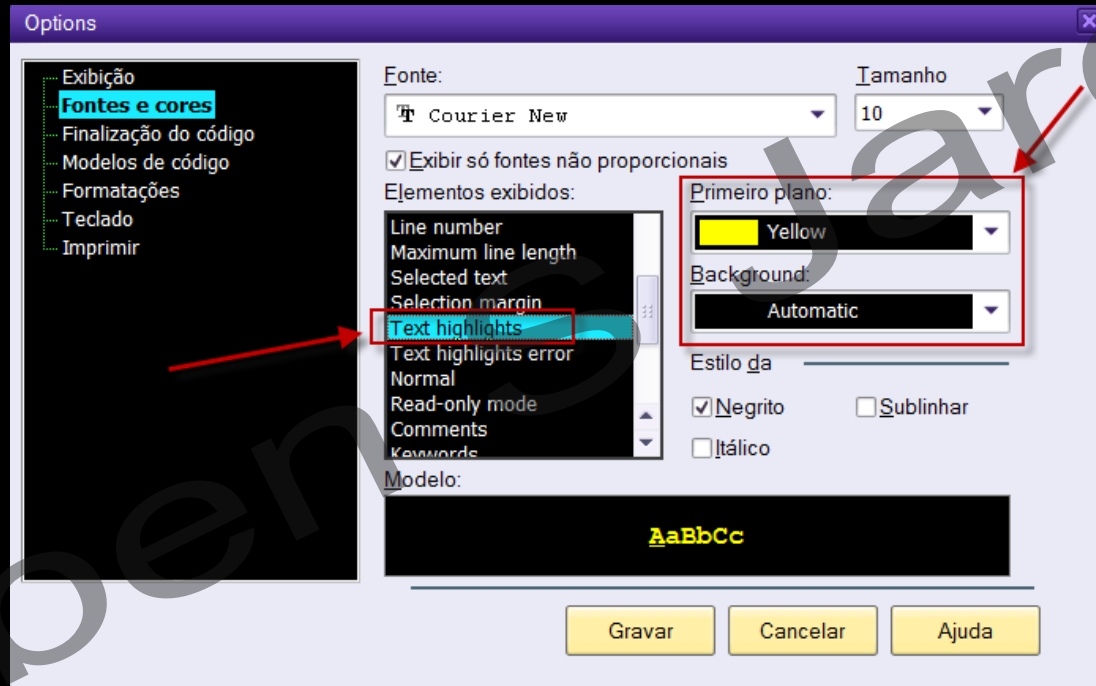 Options
Exibição
Fontes e cores
Finalização do código
Modelos de código
Formatações
Teclado
Imprimir
Fonte:
Tamanho
Courier New
10
Exibir só fontes não proporcionais
Elementos exibidos:
Primeiro plano:
Line number
Maximum line length
Selected text
Selection margin
Text highlights
Text highlights error
Normal
Read-only mode
Comments
Keywords
Yellow
Background:
Automatic
Estilo da
Negrito
Sublinhar
Itálico
Modelo:
AaBbCc
Gravar
Cancelar
Ajuda